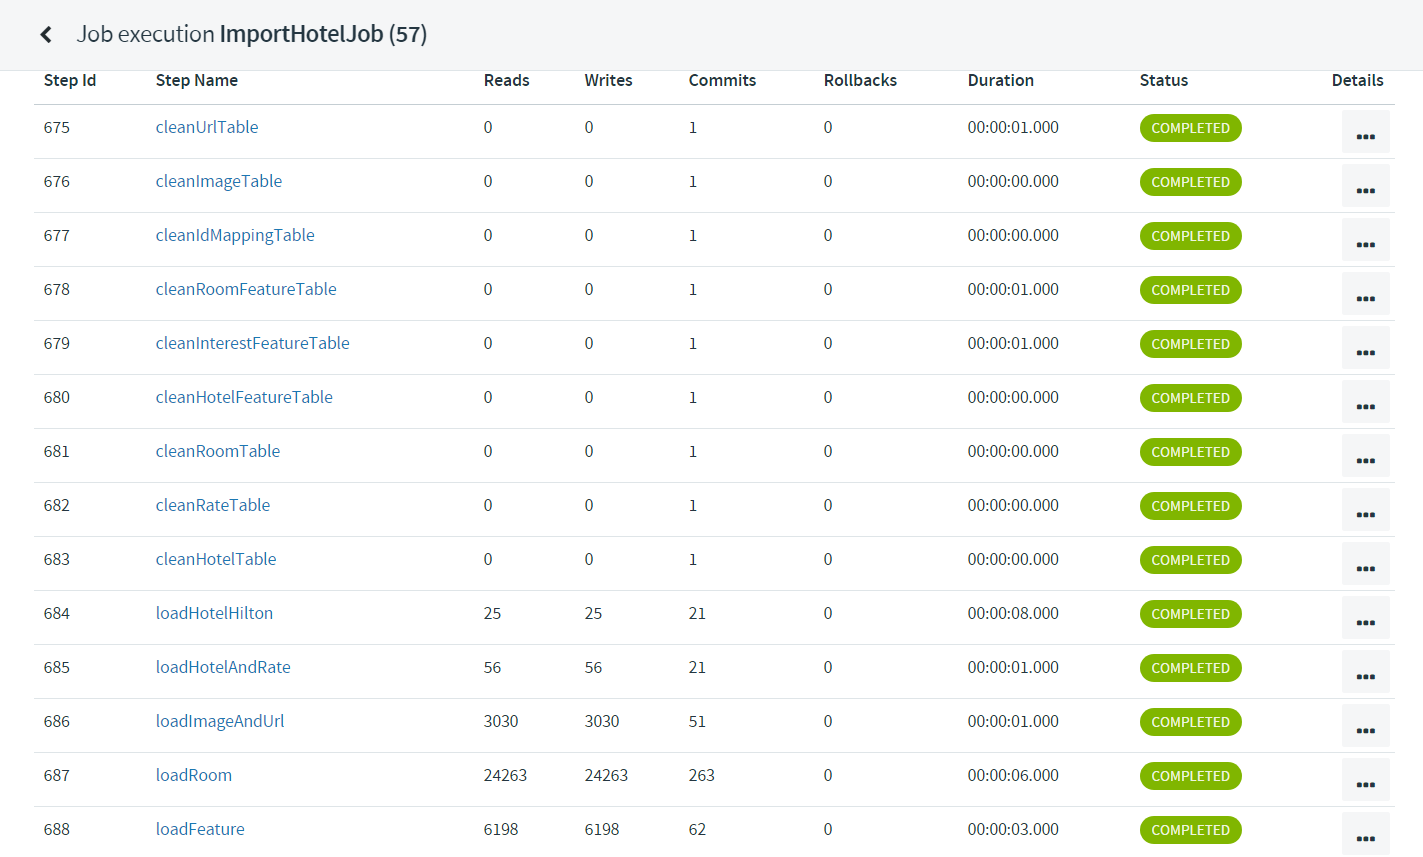 Job execution ImportHotelJob (57)
Step Id Step Name Reads Writes Commits Rollbacks Duration Status Details
675 cleanUrlTable 0 0 1 0 00:00:01.000 COMPLETED ...
676 cleanImageTable 0 0 1 0 00:00:00.000 COMPLETED ...
677 cleanIdMappingTable 0 0 1 0 00:00:00.000 COMPLETED ...
678 cleanRoomFeatureTable 0 0 1 0 00:00:01.000 COMPLETED ...
679 cleanInterestFeatureTable 0 0 1 0 00:00:01.000 COMPLETED ...
680 cleanHotelFeatureTable 0 0 1 0 00:00:00.000 COMPLETED ...
681 cleanRoomTable 0 0 1 0 00:00:00.000 COMPLETED ...
682 cleanRateTable 0 0 1 0 00:00:00.000 COMPLETED ...
683 cleanHotelTable 0 0 1 0 00:00:00.000 COMPLETED ...
684 loadHotelHilton 25 25 21 0 00:00:08.000 COMPLETED ...
685 loadHotelAndRate 56 56 21 0 00:00:01.000 COMPLETED ...
686 loadImageAndUrl 3030 3030 51 0 00:00:01.000 COMPLETED ...
687 loadRoom 24263 24263 263 0 00:00:06.000 COMPLETED ...
688 loadFeature 6198 6198 62 0 00:00:03.000 COMPLETED ...